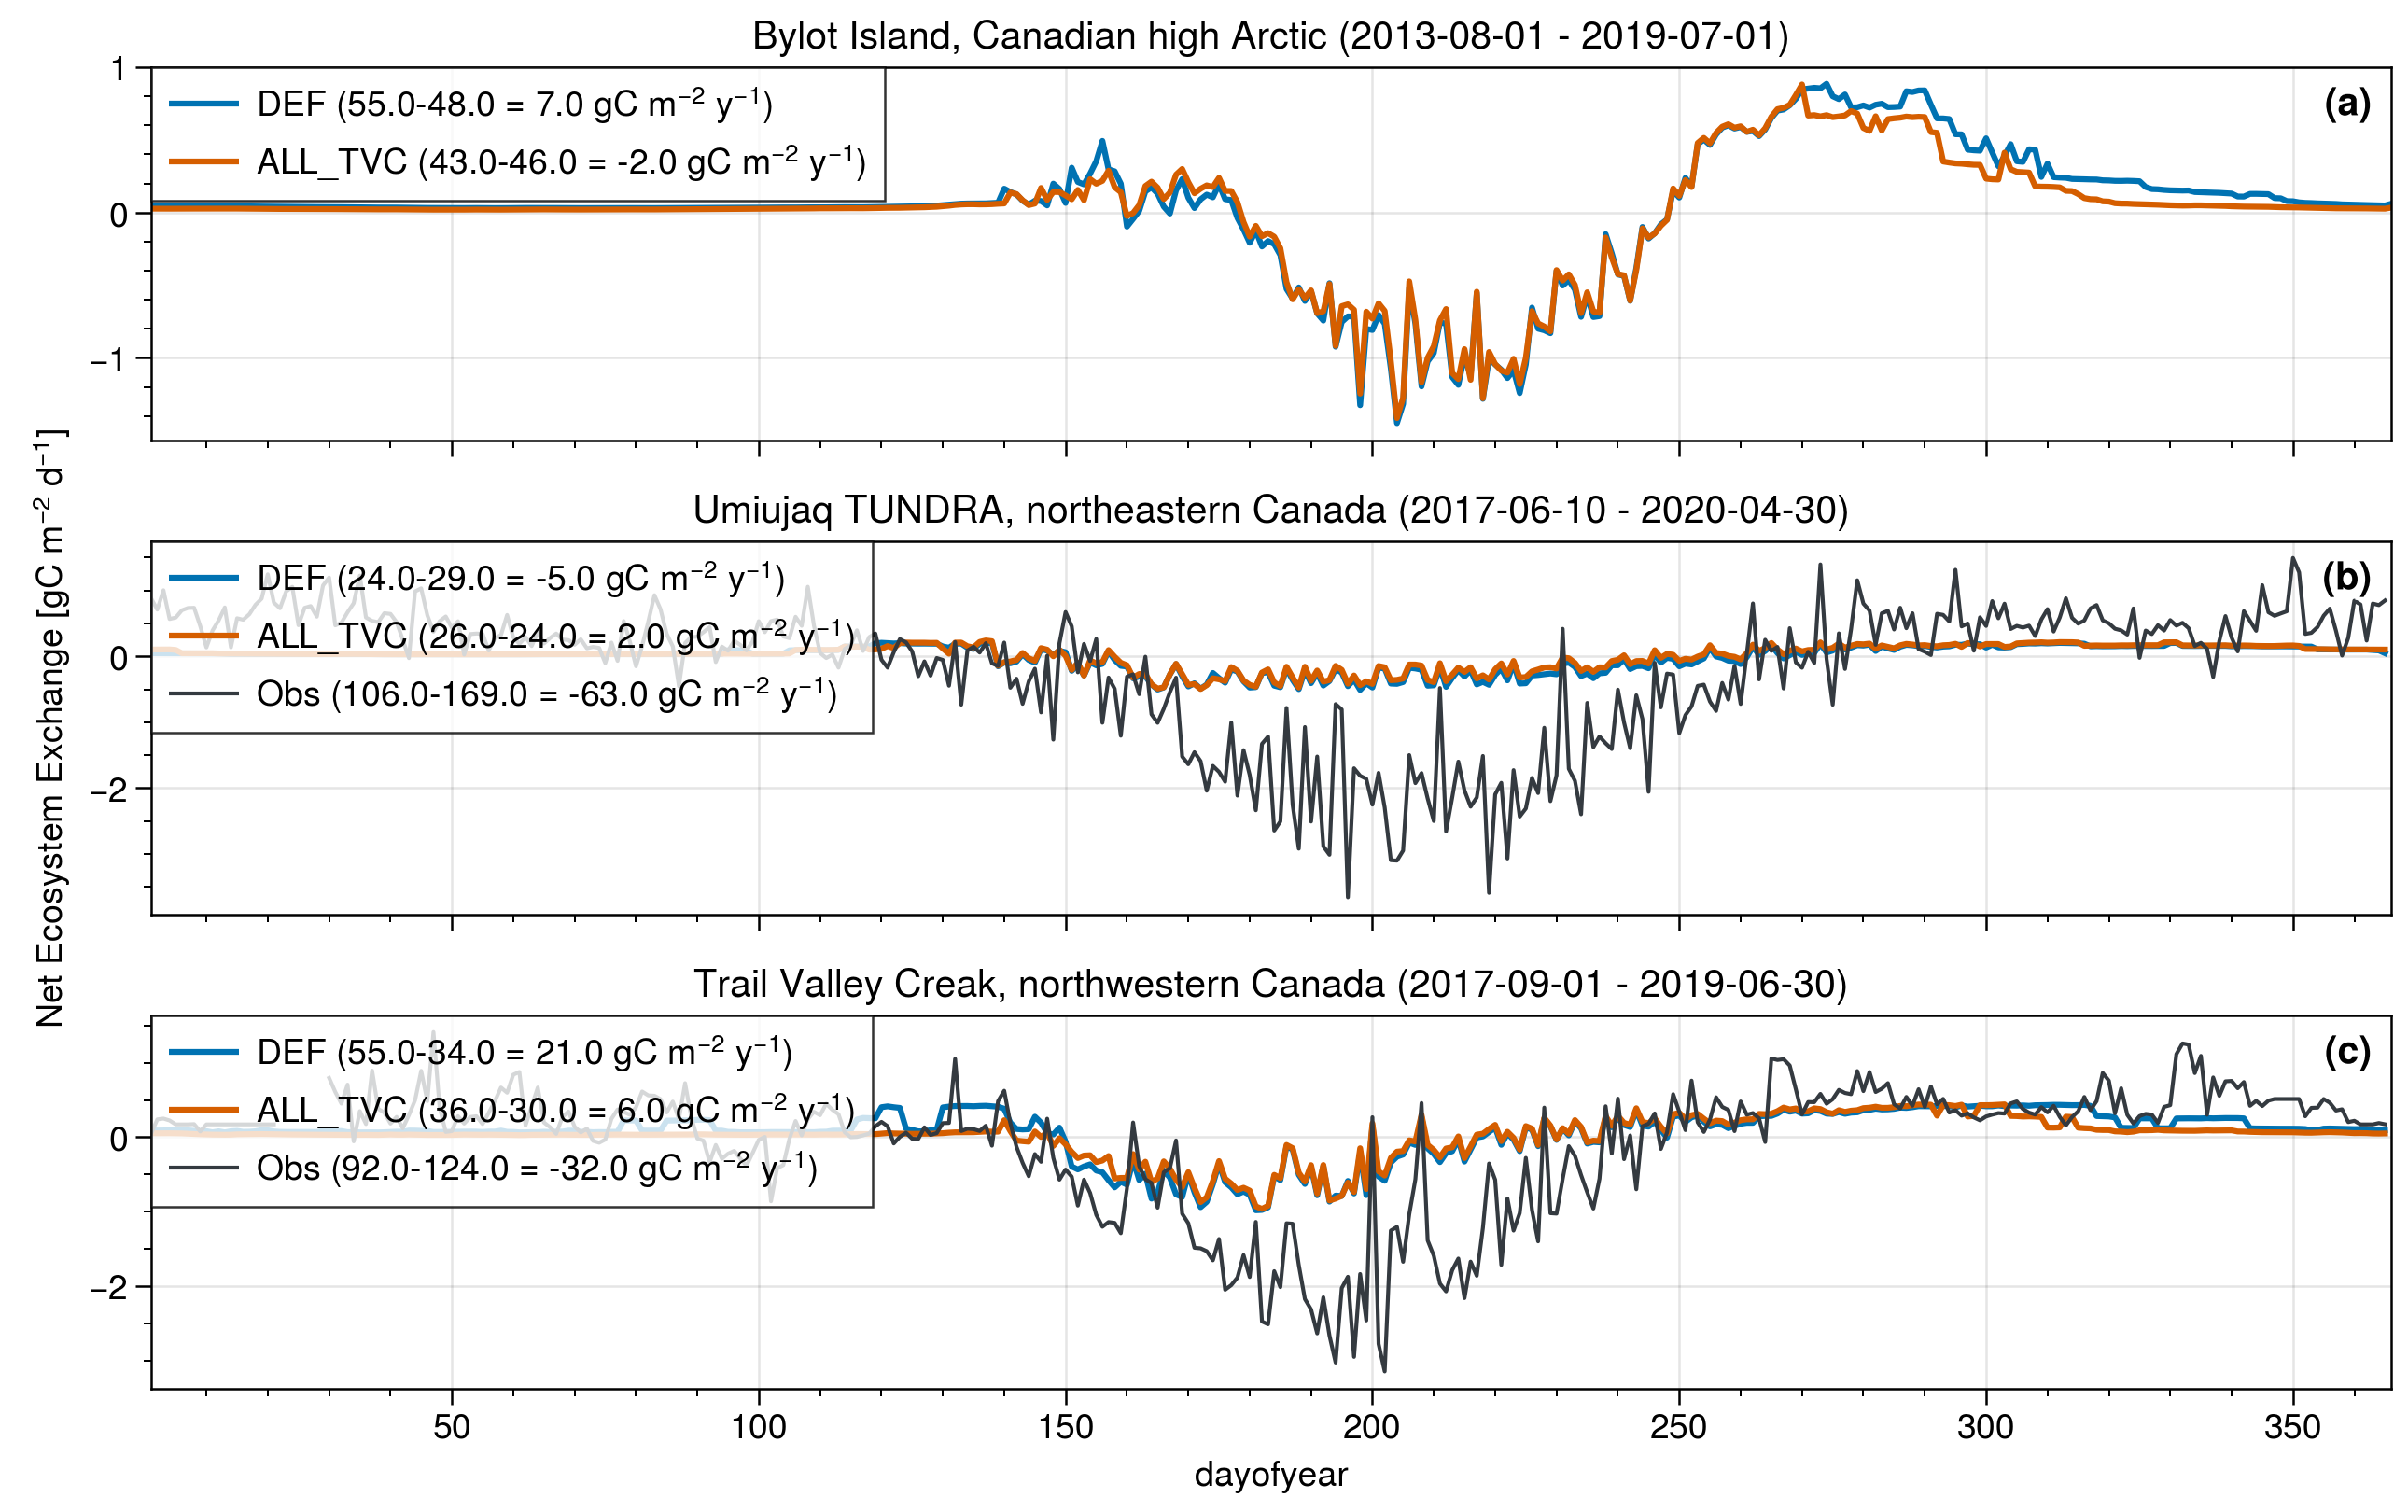 Bylot Island, Canadian high Arctic (2013-08-01 - 2019-07-01)
1
0
−1
DEF (55.0-48.0 = 7.0 gC m⁻² y⁻¹)
ALL_TVC (43.0-46.0 = -2.0 gC m⁻² y⁻¹)
(a)
Net Ecosystem Exchange [gC m⁻² d⁻¹]
Umiujaq TUNDRA, northeastern Canada (2017-06-10 - 2020-04-30)
0
−2
DEF (24.0-29.0 = -5.0 gC m⁻² y⁻¹)
ALL_TVC (26.0-24.0 = 2.0 gC m⁻² y⁻¹)
Obs (106.0-169.0 = -63.0 gC m⁻² y⁻¹)
(b)
Trail Valley Creak, northwestern Canada (2017-09-01 - 2019-06-30)
0
−2
DEF (55.0-34.0 = 21.0 gC m⁻² y⁻¹)
ALL_TVC (36.0-30.0 = 6.0 gC m⁻² y⁻¹)
Obs (92.0-124.0 = -32.0 gC m⁻² y⁻¹)
(c)
50 100 150 200 250 300 350
dayofyear